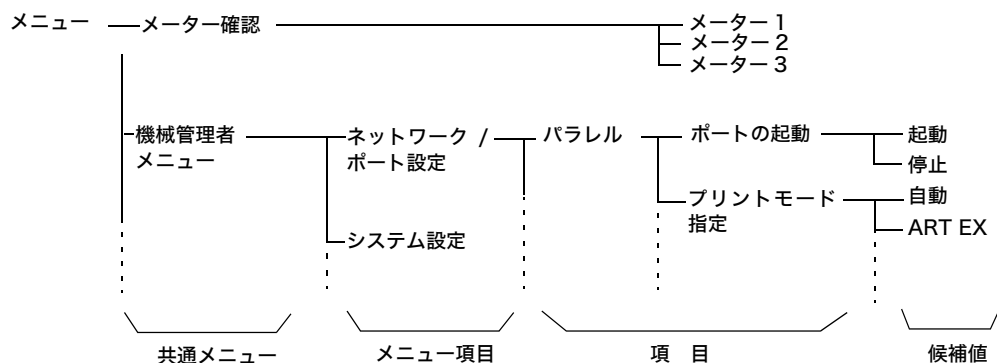 メニュー メーター確認 メーター 1
メーター 2
メーター 3
機械管理者 ネットワーク / パラレル ポートの起動 起動
メニュー ポート設定 停止
プリントモード 自動
指定 ART EX
システム設定
共通メニュー メニュー項目 項 目 候補値